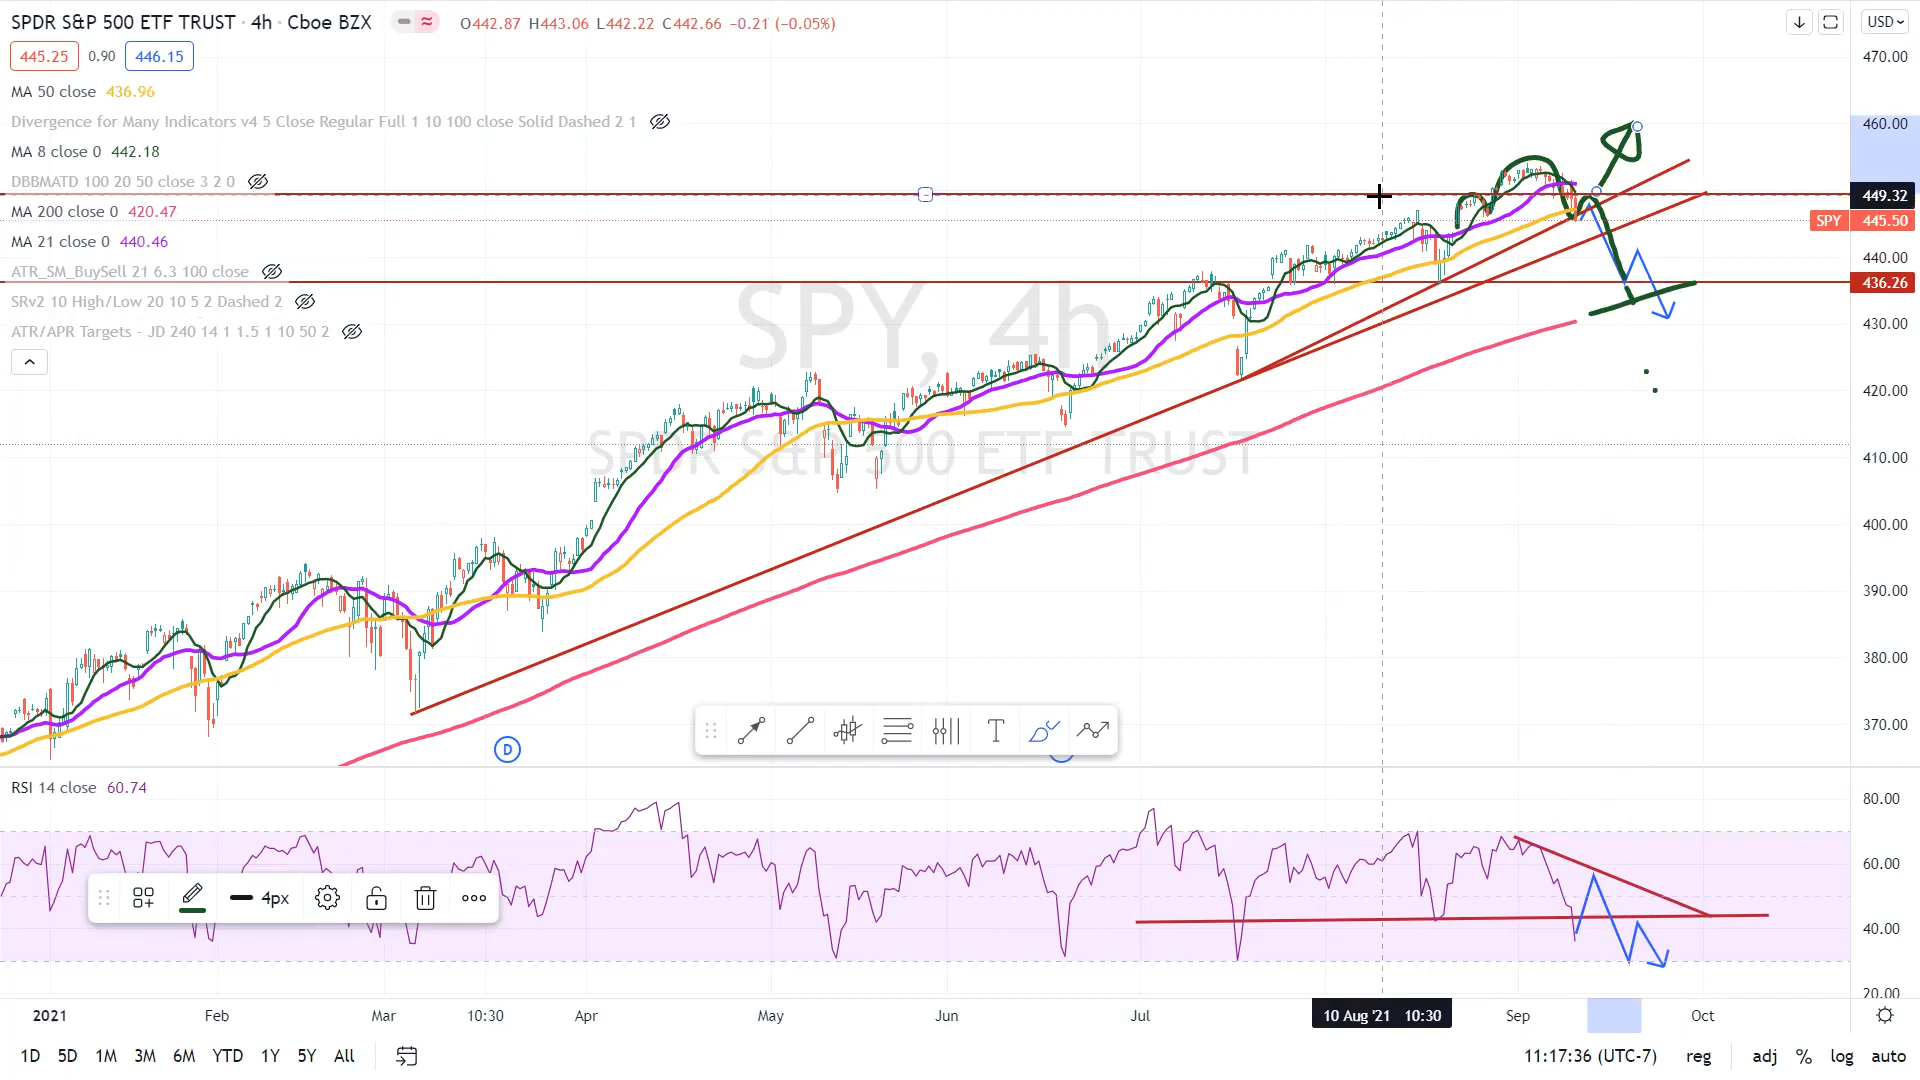 SPDR S&P 500 ETF TRUST · 4h · Cboe BZX O442.87 H443.06 L442.22 C442.66 −0.21 (−0.05%)
USD
445.25 0.90 446.15
MA 50 close 436.96
Divergence for Many Indicators v4 5 Close Regular Full 1 10 100 close Solid Dashed 2 1
MA 8 close 0 442.18
DBBMATD 100 20 50 close 3 2 0
MA 200 close 0 420.47
MA 21 close 0 440.46
ATR_SM_BuySell 21 6.3 100 close
SRv2 10 High/Low 20 10 5 2 Dashed 2
ATR/APR Targets - JD 240 14 1 1.5 1 10 50 2
SPY, 4h
SPDR S&P 500 ETF TRUST
470.00
460.00
449.32
SPY 445.50
440.00
436.26
430.00
420.00
410.00
400.00
390.00
380.00
370.00
D
T
RSI 14 close 60.74
80.00
60.00
40.00
20.00
4px
2021 Feb Mar 10:30 Apr May Jun Jul 10 Aug '21 10:30 Sep Oct
1D 5D 1M 3M 6M YTD 1Y 5Y All 11:17:36 (UTC-7) reg adj % log auto